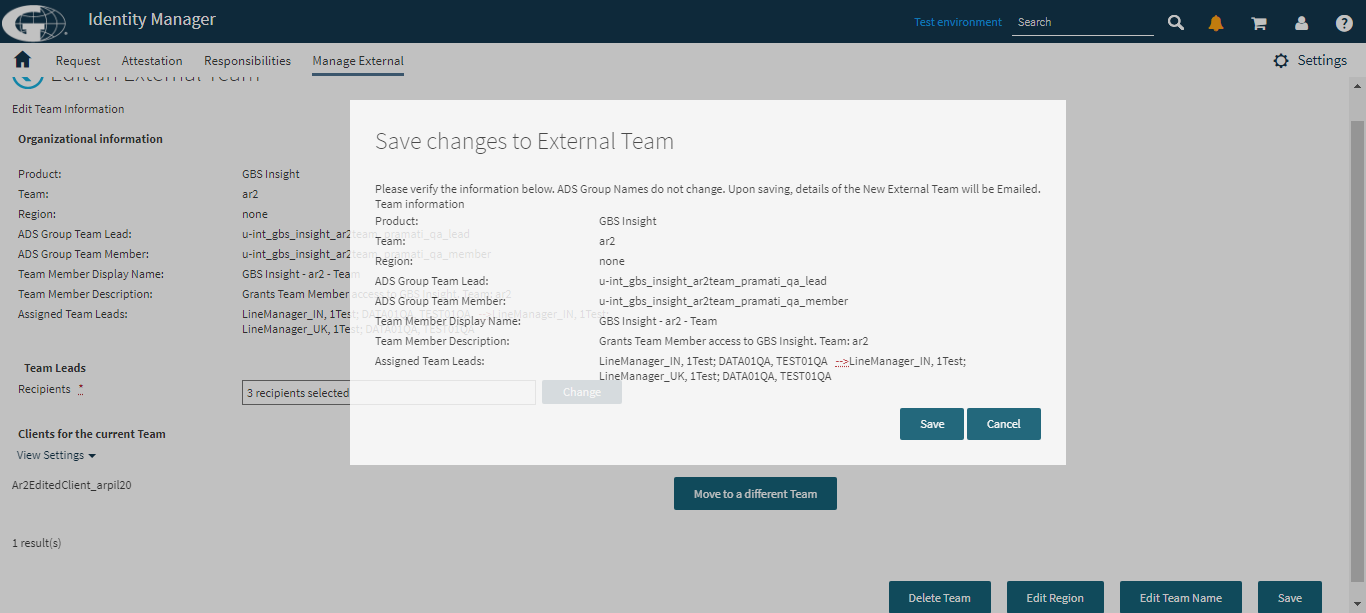 Identity Manager
Test environment
Search
Request Attestation Responsibilities Manage External
Settings
Edit an External Team
Edit Team Information
Organizational information
Product: GBS Insight
Team: ar2
Region: none
ADS Group Team Lead: u-int_gbs_insight_ar2team_pramati_qa_lead
ADS Group Team Member: u-int_gbs_insight_ar2team_pramati_qa_member
Team Member Display Name: GBS Insight - ar2 - Team
Team Member Description: Grants Team Member access to GBS Insight. Team: ar2
Assigned Team Leads: LineManager_IN, 1Test; DATA01QA, TEST01QA -->LineManager_IN, 1Test;
LineManager_UK, 1Test; DATA01QA, TEST01QA
Team Leads
Recipients *
3 recipients selected
Change
Clients for the current Team
View Settings
Ar2EditedClient_arpil20
Move to a different Team
1 result(s)
Delete Team Edit Region Edit Team Name Save
Save changes to External Team
Please verify the information below. ADS Group Names do not change. Upon saving, details of the New External Team will be Emailed.
Team information
Product: GBS Insight
Team: ar2
Region: none
ADS Group Team Lead: u-int_gbs_insight_ar2team_pramati_qa_lead
ADS Group Team Member: u-int_gbs_insight_ar2team_pramati_qa_member
Team Member Display Name: GBS Insight - ar2 - Team
Team Member Description: Grants Team Member access to GBS Insight. Team: ar2
Assigned Team Leads: LineManager_IN, 1Test; DATA01QA, TEST01QA -->LineManager_IN, 1Test;
LineManager_UK, 1Test; DATA01QA, TEST01QA
Save Cancel